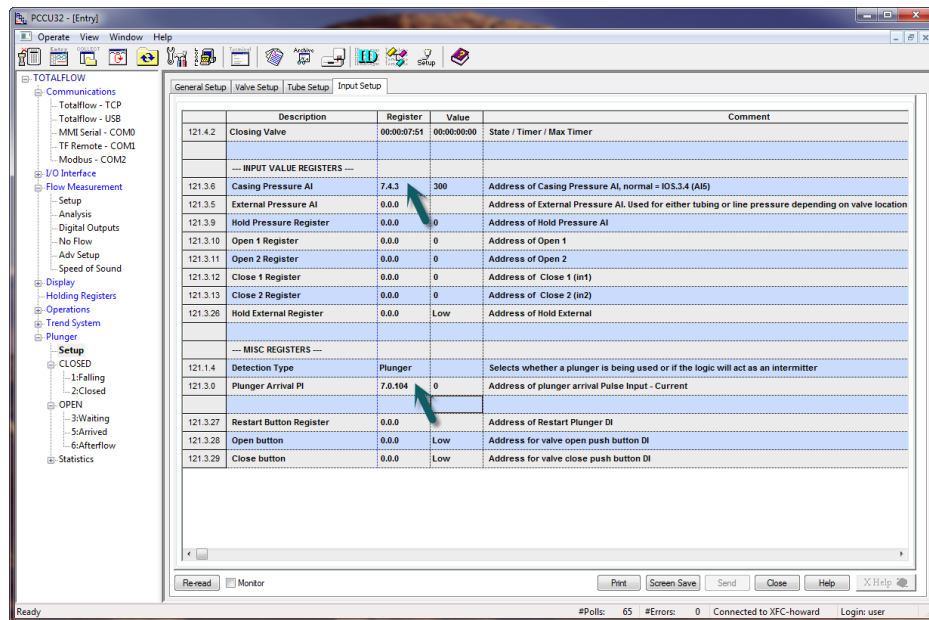 PCCU32 - [Entry]
Operate View Window Help
Entry COLLECT Terminal Archive ID Setup
TOTALFLOW
Communications
Totalflow - TCP
Totalflow - USB
MMI Serial - COM0
TF Remote - COM1
Modbus - COM2
I/O Interface
Flow Measurement
Setup
Analysis
Digital Outputs
No Flow
Adv Setup
Speed of Sound
Display
Holding Registers
Operations
Trend System
Plunger
Setup
CLOSED
1:Falling
2:Closed
OPEN
3:Waiting
5:Arrived
6:Afterflow
Statistics
General Setup Valve Setup Tube Setup Input Setup
Description Register Value Comment
121.4.2 Closing Valve 00:00:07:51 00:00:00:00 State / Timer / Max Timer
--- INPUT VALUE REGISTERS ---
121.3.6 Casing Pressure AI 7.4.3 300 Address of Casing Pressure AI, normal = IOS.3.4 (AI5)
121.3.5 External Pressure AI 0.0.0 Address of External Pressure AI. Used for either tubing or line pressure depending on valve location
121.3.9 Hold Pressure Register 0.0.0 0 Address of Hold Pressure AI
121.3.10 Open 1 Register 0.0.0 0 Address of Open 1
121.3.11 Open 2 Register 0.0.0 0 Address of Open 2
121.3.12 Close 1 Register 0.0.0 0 Address of Close 1 (in1)
121.3.13 Close 2 Register 0.0.0 0 Address of Close 2 (in2)
121.3.26 Hold External Register 0.0.0 Low Address of Hold External
--- MISC REGISTERS ---
121.1.4 Detection Type Plunger Selects whether a plunger is being used or if the logic will act as an intermitter
121.3.0 Plunger Arrival PI 7.0.104 0 Address of plunger arrival Pulse Input - Current
121.3.27 Restart Button Register 0.0.0 Address of Restart Plunger DI
121.3.28 Open button 0.0.0 Low Address for valve open push button DI
121.3.29 Close button 0.0.0 Low Address for valve close push button DI
Re-read Monitor Print Screen Save Send Close Help X Help
Ready #Polls: 65 #Errors: 0 Connected to XFC-howard Login: user